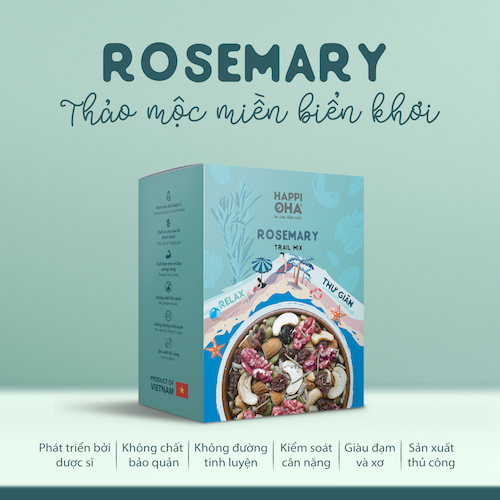 ROSEMARY
Thảo mộc miền biển khơi
HAPPI
OHA
ROSEMARY
TRAIL MIX
RELAX
THƯ GIÃN
PRODUCT OF
VIETNAM
Phát triển bởi
dược sĩ
Không chất
bảo quản
Không đường
tinh luyện
Kiểm soát
cân nặng
Giàu đạm
và xơ
Sản xuất
thủ công